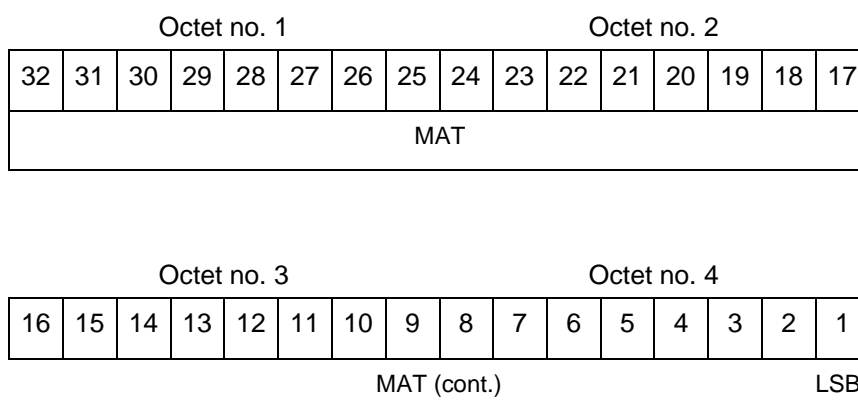 Octet no. 1 Octet no. 2
32 31 30 29 28 27 26 25 24 23 22 21 20 19 18 17
MAT
Octet no. 3 Octet no. 4
16 15 14 13 12 11 10 9 8 7 6 5 4 3 2 1
MAT (cont.) LSB